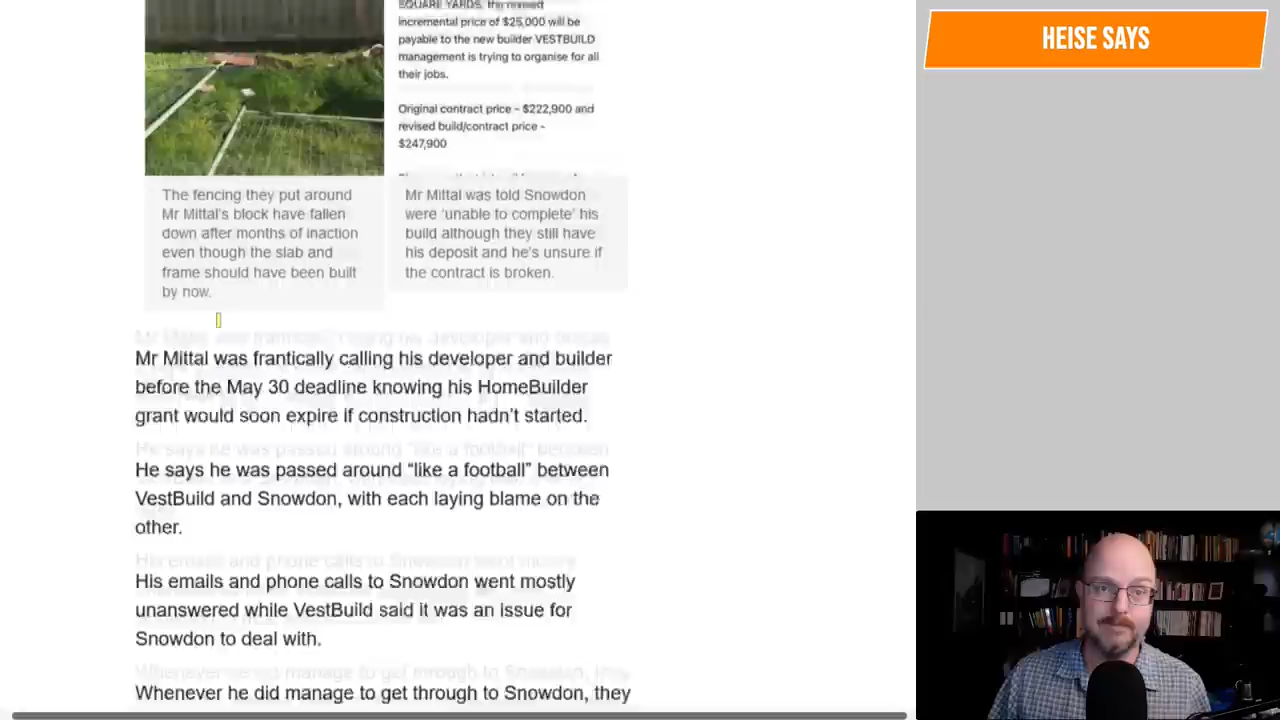 HEISE SAYS
SQUARE YARDS, the revised
incremental price of $25,000 will be
payable to the new builder VESTBUILD
management is trying to organise for all
their jobs.
Original contract price - $222,900 and
revised build/contract price -
$247,900
The fencing they put around
Mr Mittal's block have fallen
down after months of inaction
even though the slab and
frame should have been built
by now.
Mr Mittal was told Snowdon
were 'unable to complete' his
build although they still have
his deposit and he's unsure if
the contract is broken.
Mr Mittal was frantically calling his developer and builder
before the May 30 deadline knowing his HomeBuilder
grant would soon expire if construction hadn't started.
He says he was passed around “like a football” between
VestBuild and Snowdon, with each laying blame on the
other.
His emails and phone calls to Snowdon went mostly
unanswered while VestBuild said it was an issue for
Snowdon to deal with.
Whenever he did manage to get through to Snowdon, they